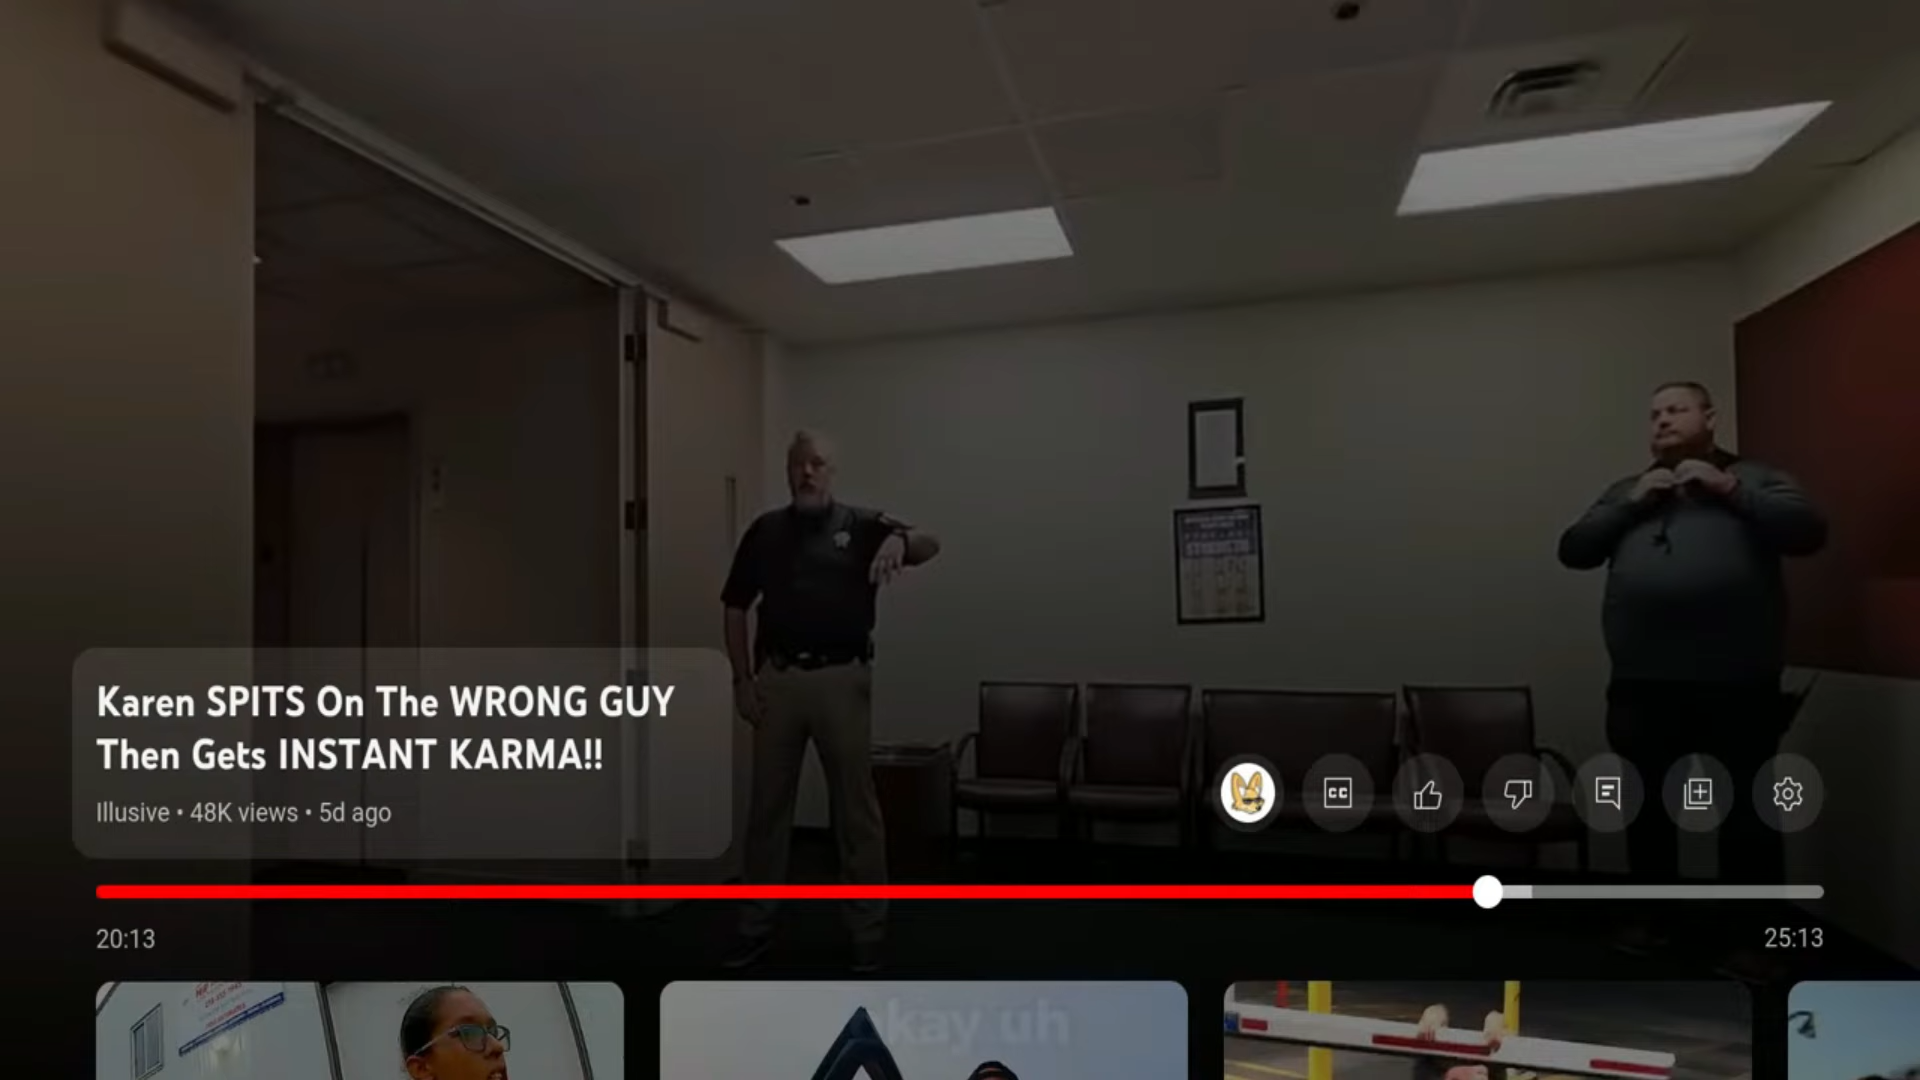 Karen SPITS On The WRONG GUY
Then Gets INSTANT KARMA!!
Illusive • 48K views • 5d ago
CC
20:13
25:13
kay uh